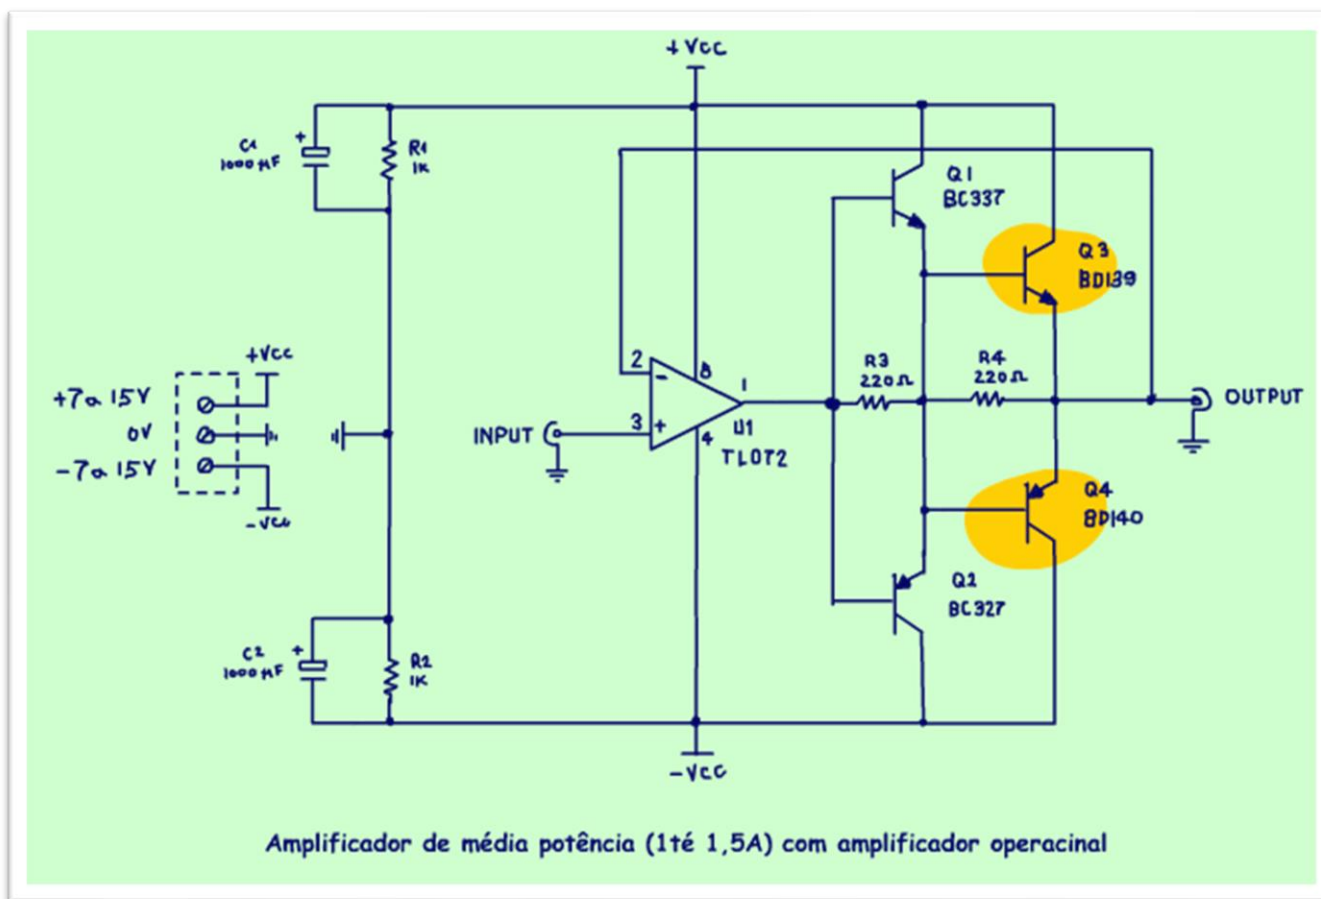 +VCC
C1
1000µF
R1
1K
Q1
BC337
Q3
BD139
+VCC
+7a 15V
0V
-7a 15V
-VCC
INPUT
2
-
3
+
8
4
1
U1
TL072
R3
220Ω
R4
220Ω
OUTPUT
Q4
BD140
Q2
BC327
C2
1000µF
R2
1K
-VCC
Amplificador de média potência (1té 1,5A) com amplificador operacinal